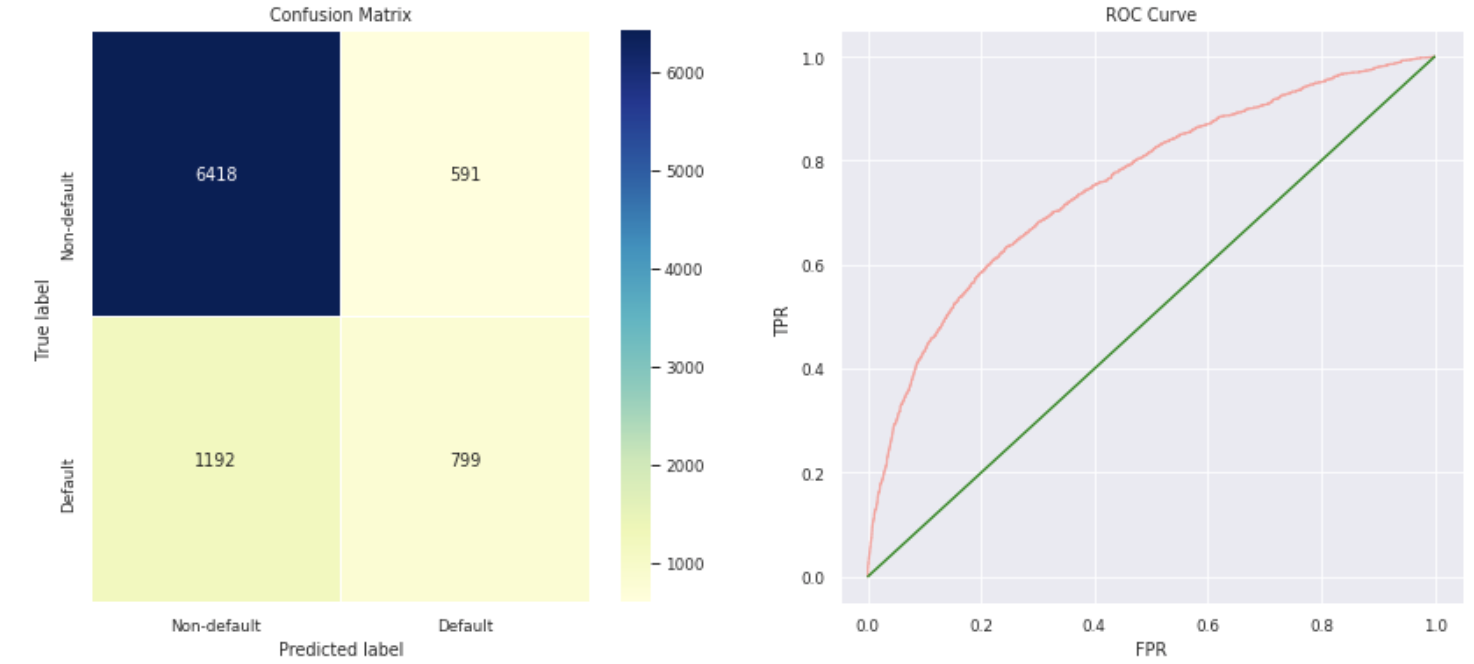 Confusion Matrix
True label
Non-default
Default
6418
591
1192
799
Non-default
Default
Predicted label
6000
5000
4000
3000
2000
1000
ROC Curve
TPR
1.0
0.8
0.6
0.4
0.2
0.0
0.0
0.2
0.4
0.6
0.8
1.0
FPR